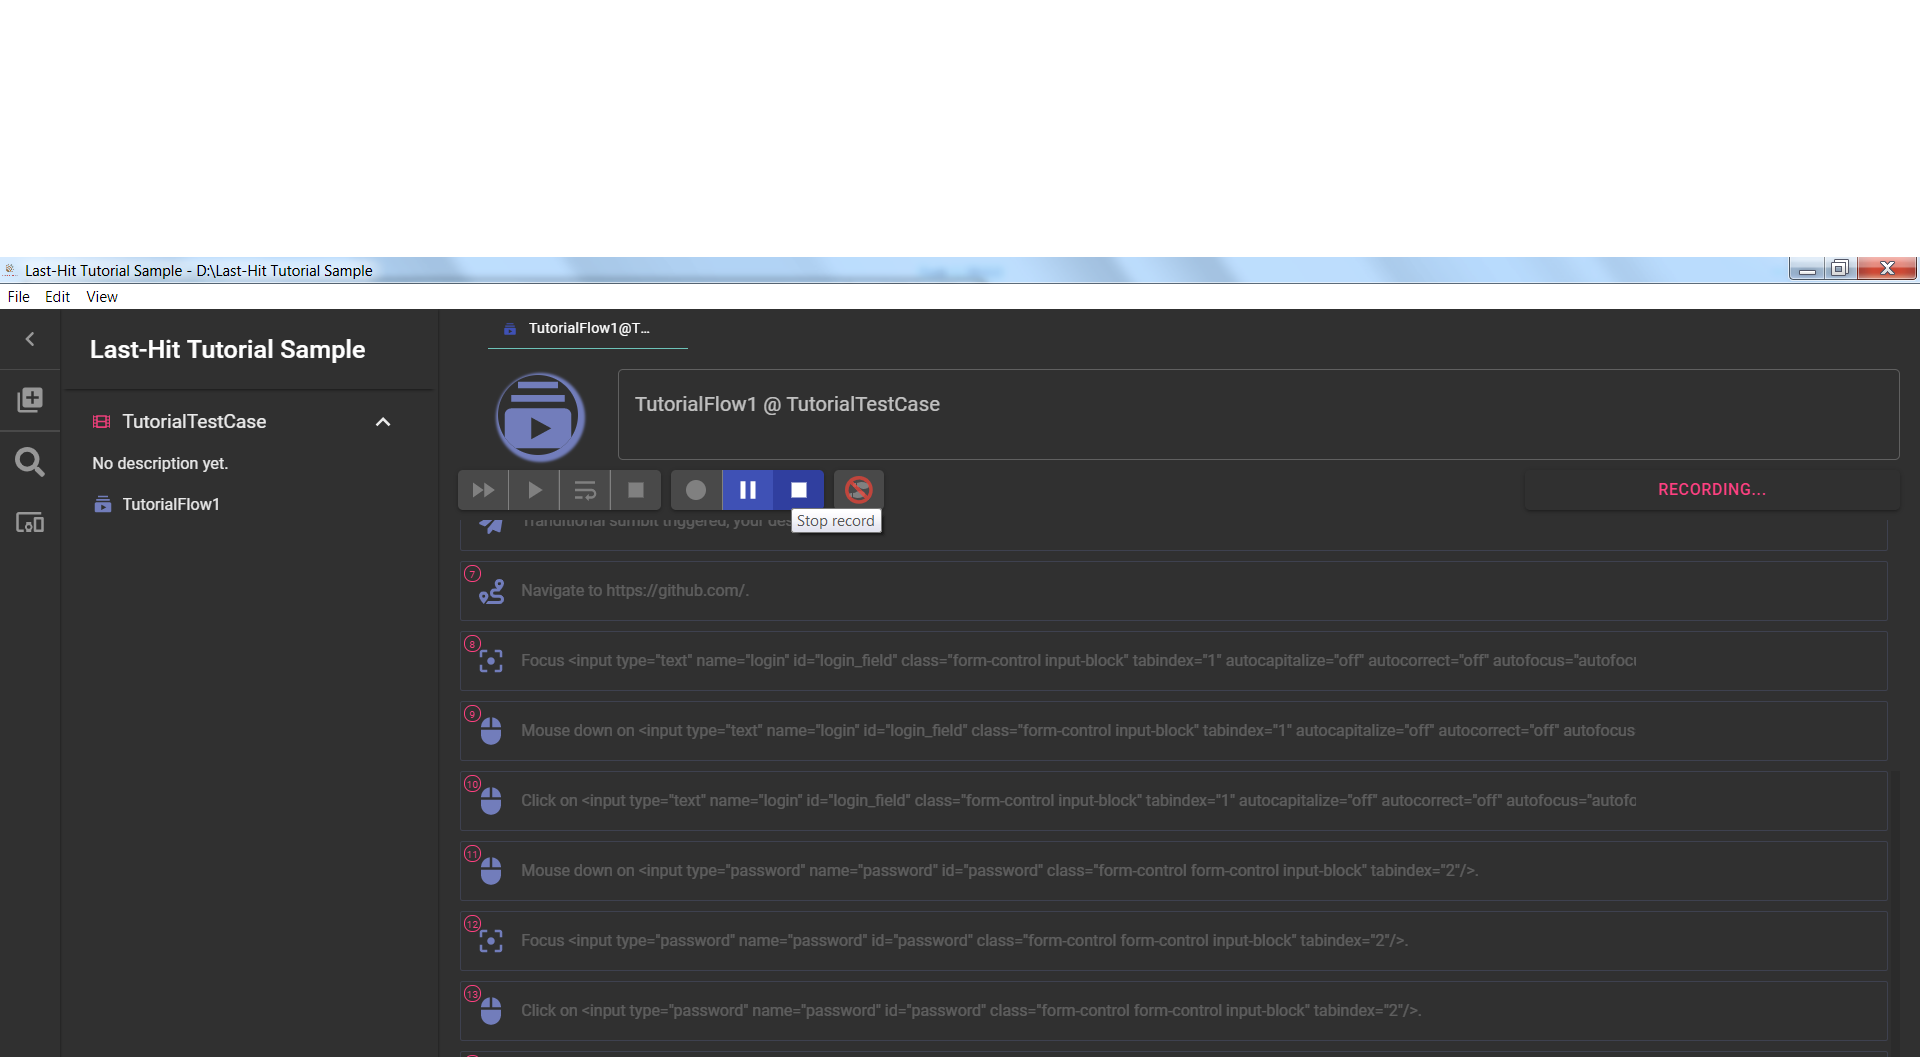 Last-Hit Tutorial Sample - D:\Last-Hit Tutorial Sample
File Edit View
Last-Hit Tutorial Sample
TutorialTestCase
No description yet.
TutorialFlow1
TutorialFlow1@T...
TutorialFlow1 @ TutorialTestCase
RECORDING...
Stop record
Tranditional sumbit triggered, your des
7
Navigate to https://github.com/.
8
Focus <input type="text" name="login" id="login_field" class="form-control input-block" tabindex="1" autocapitalize="off" autocorrect="off" autofocus="autofocu
9
Mouse down on <input type="text" name="login" id="login_field" class="form-control input-block" tabindex="1" autocapitalize="off" autocorrect="off" autofocus
10
Click on <input type="text" name="login" id="login_field" class="form-control input-block" tabindex="1" autocapitalize="off" autocorrect="off" autofocus="autofo
11
Mouse down on <input type="password" name="password" id="password" class="form-control form-control input-block" tabindex="2"/>.
12
Focus <input type="password" name="password" id="password" class="form-control form-control input-block" tabindex="2"/>.
13
Click on <input type="password" name="password" id="password" class="form-control form-control input-block" tabindex="2"/>.